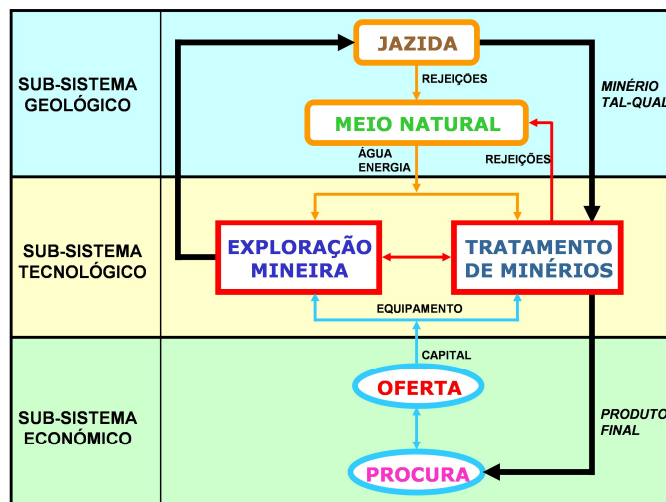 JAZIDA
REJEIÇÕES
SUB-SISTEMA
GEOLÓGICO
MINÉRIO
TAL-QUAL
MEIO NATURAL
ÁGUA
ENERGIA
REJEIÇÕES
SUB-SISTEMA
TECNOLÓGICO
EXPLORAÇÃO
MINEIRA
TRATAMENTO
DE MINÉRIOS
EQUIPAMENTO
CAPITAL
OFERTA
SUB-SISTEMA
ECONÓMICO
PRODUTO
FINAL
PROCURA